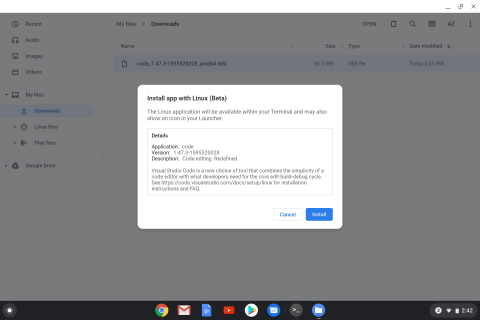 Recent
Audio
Images
Videos
My files
Downloads
Linux files
Play files
Google Drive
My files > Downloads
OPEN
AZ
Name
Size
Type
Date modified
code_1.47.3-1595520028_amd64.deb
60.3 MB
DEB file
Today 2:41 PM
Install app with Linux (Beta)
The Linux application will be available within your Terminal and may also
show an icon in your Launcher.
Details
Application: code
Version: 1.47.3-1595520028
Description: Code editing. Redefined.
Visual Studio Code is a new choice of tool that combines the simplicity of a
code editor with what developers need for the core edit-build-debug cycle.
See https://code.visualstudio.com/docs/setup/linux for installation
instructions and FAQ.
Cancel
Install
2:42